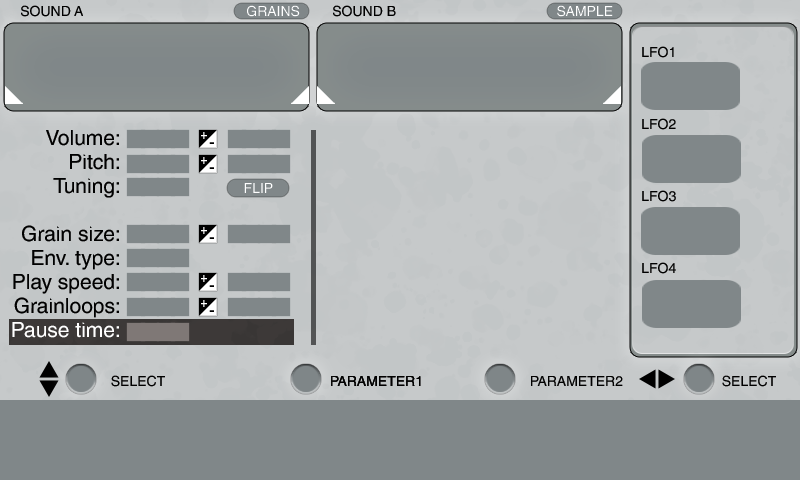 SOUND A GRAINS SOUND B SAMPLE
LFO1
LFO2
LFO3
LFO4
Volume: + -
Pitch: + -
Tuning: FLIP
Grain size: + -
Env. type:
Play speed: + -
Grainloops: + -
Pause time:
SELECT PARAMETER1 PARAMETER2 SELECT